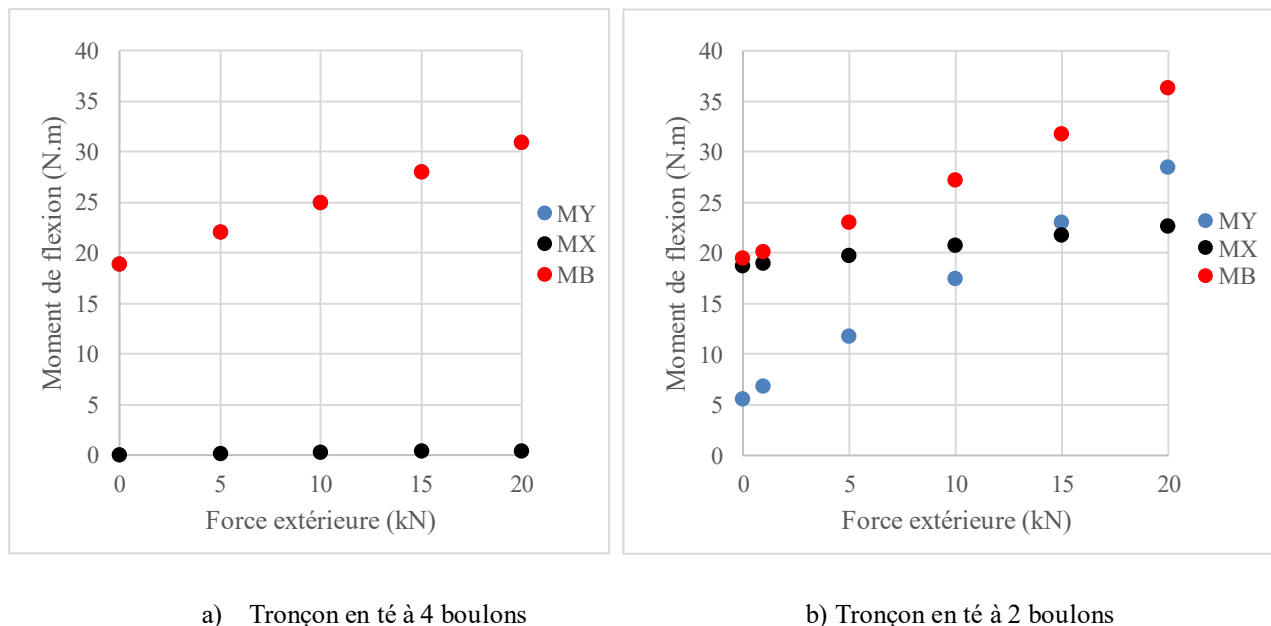 40
35
30
25
20
15
10
5
0
Moment de flexion (N.m)
0 5 10 15 20
Force extérieure (kN)
MY
MX
MB
40
35
30
25
20
15
10
5
0
Moment de flexion (N.m)
0 5 10 15 20
Force extérieure (kN)
MY
MX
MB
a) Tronçon en té à 4 boulons
b) Tronçon en té à 2 boulons